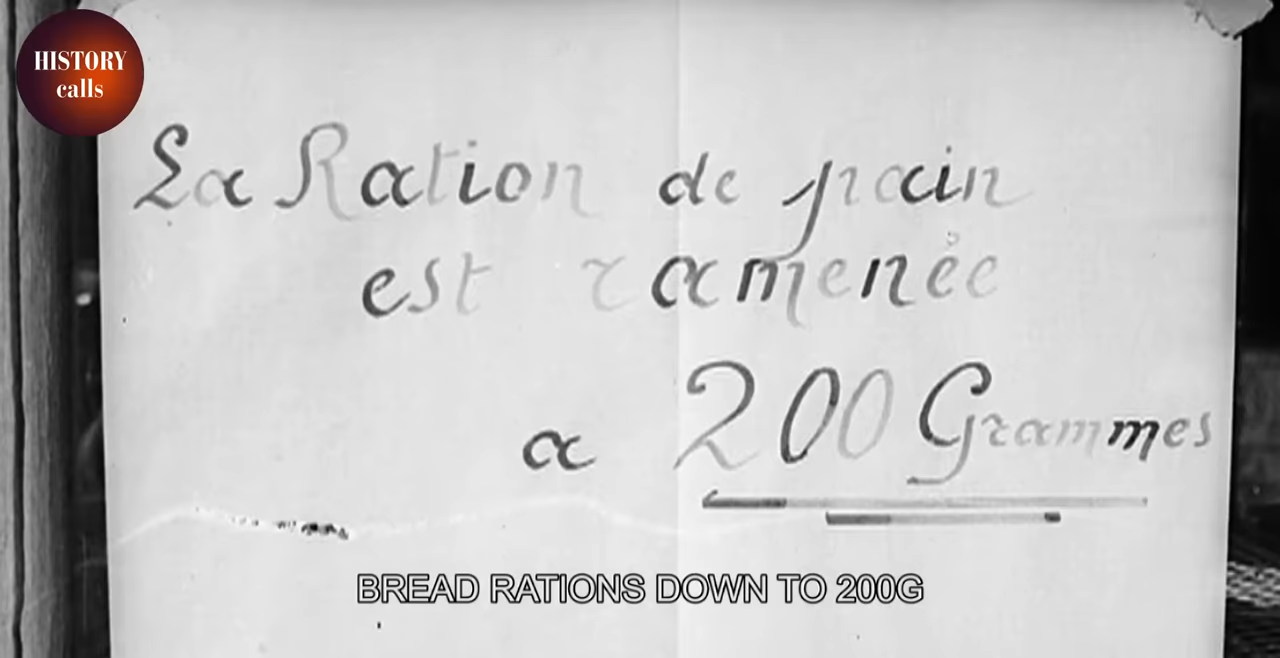 HISTORY
calls
La Ration de pain
est ramenée
a 200 Grammes
BREAD RATIONS DOWN TO 200G